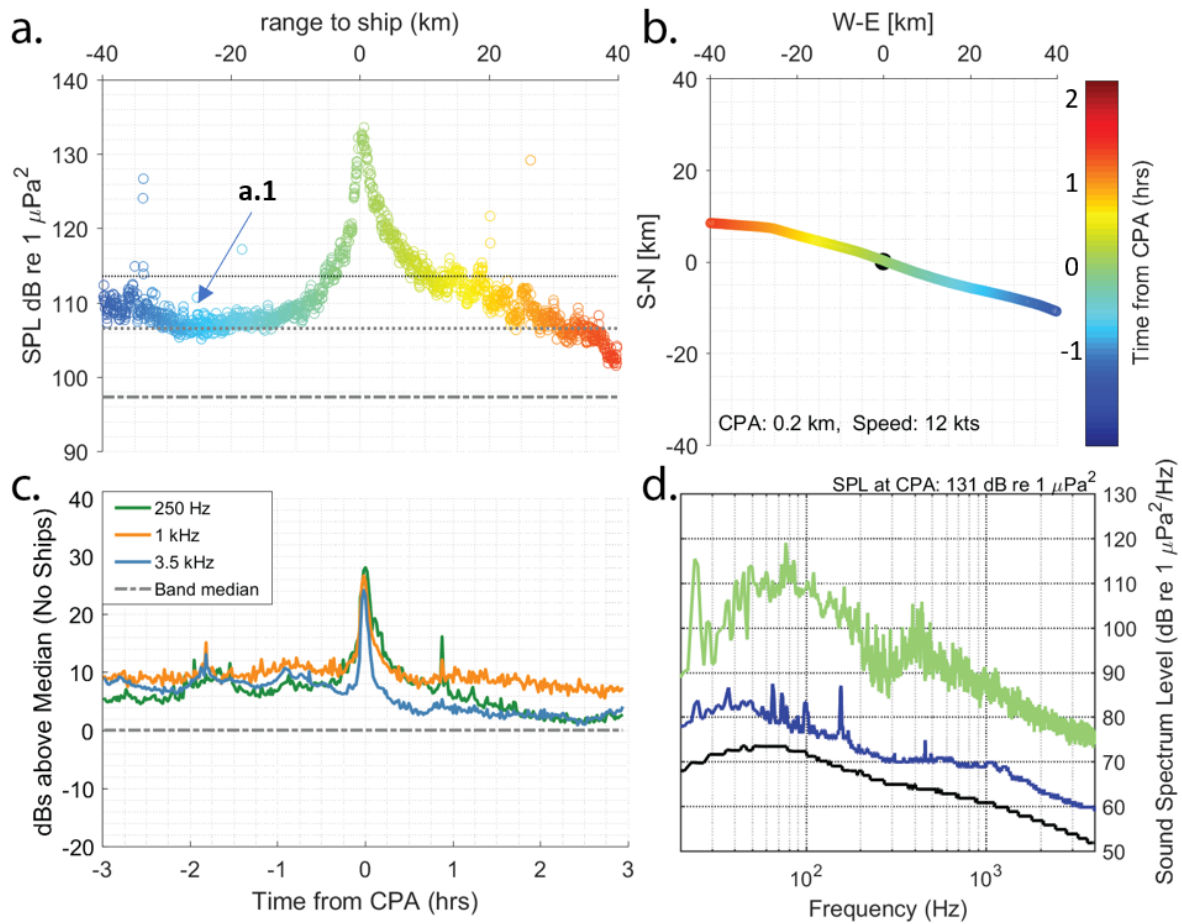 a.
range to ship (km)
-40 -20 0 20 40
SPL dB re 1 μPa²
140
130
120
110
100
90
a.1
b.
W-E [km]
-40 -20 0 20 40
S-N [km]
40
20
0
-20
-40
CPA: 0.2 km, Speed: 12 kts
2
1
0
-1
Time from CPA (hrs)
c.
dBs above Median (No Ships)
40
30
20
10
0
-10
-20
250 Hz
1 kHz
3.5 kHz
Band median
-3 -2 -1 0 1 2 3
Time from CPA (hrs)
d.
SPL at CPA: 131 dB re 1 μPa²
130
120
110
100
90
80
70
60
50
Sound Spectrum Level (dB re 1 μPa²/Hz)
10² 10³
Frequency (Hz)